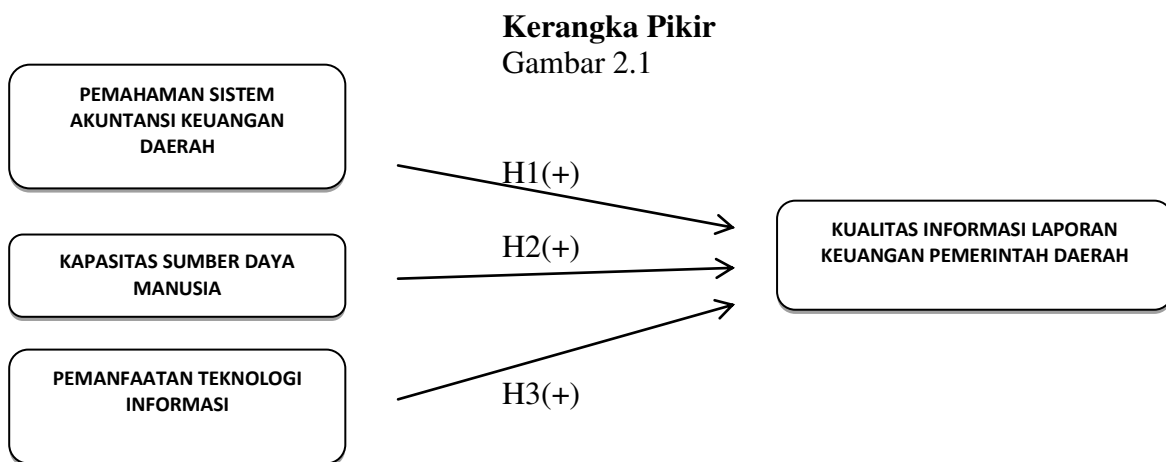 Kerangka Pikir
Gambar 2.1
PEMAHAMAN SISTEM
AKUNTANSI KEUANGAN
DAERAH
H1(+)
KUALITAS INFORMASI LAPORAN
KEUANGAN PEMERINTAH DAERAH
H2(+)
KAPASITAS SUMBER DAYA
MANUSIA
PEMANFAATAN TEKNOLOGI
INFORMASI
H3(+)